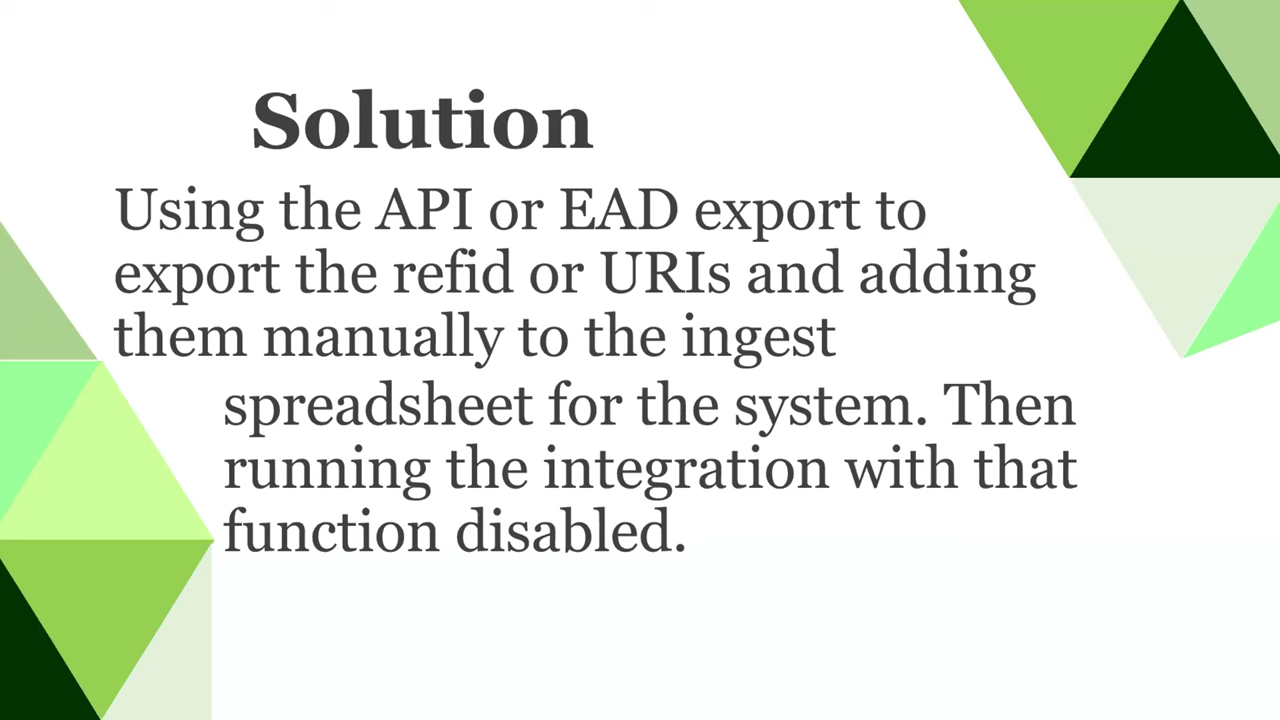 Solution
Using the API or EAD export to
export the refid or URIs and adding
them manually to the ingest
spreadsheet for the system. Then
running the integration with that
function disabled.